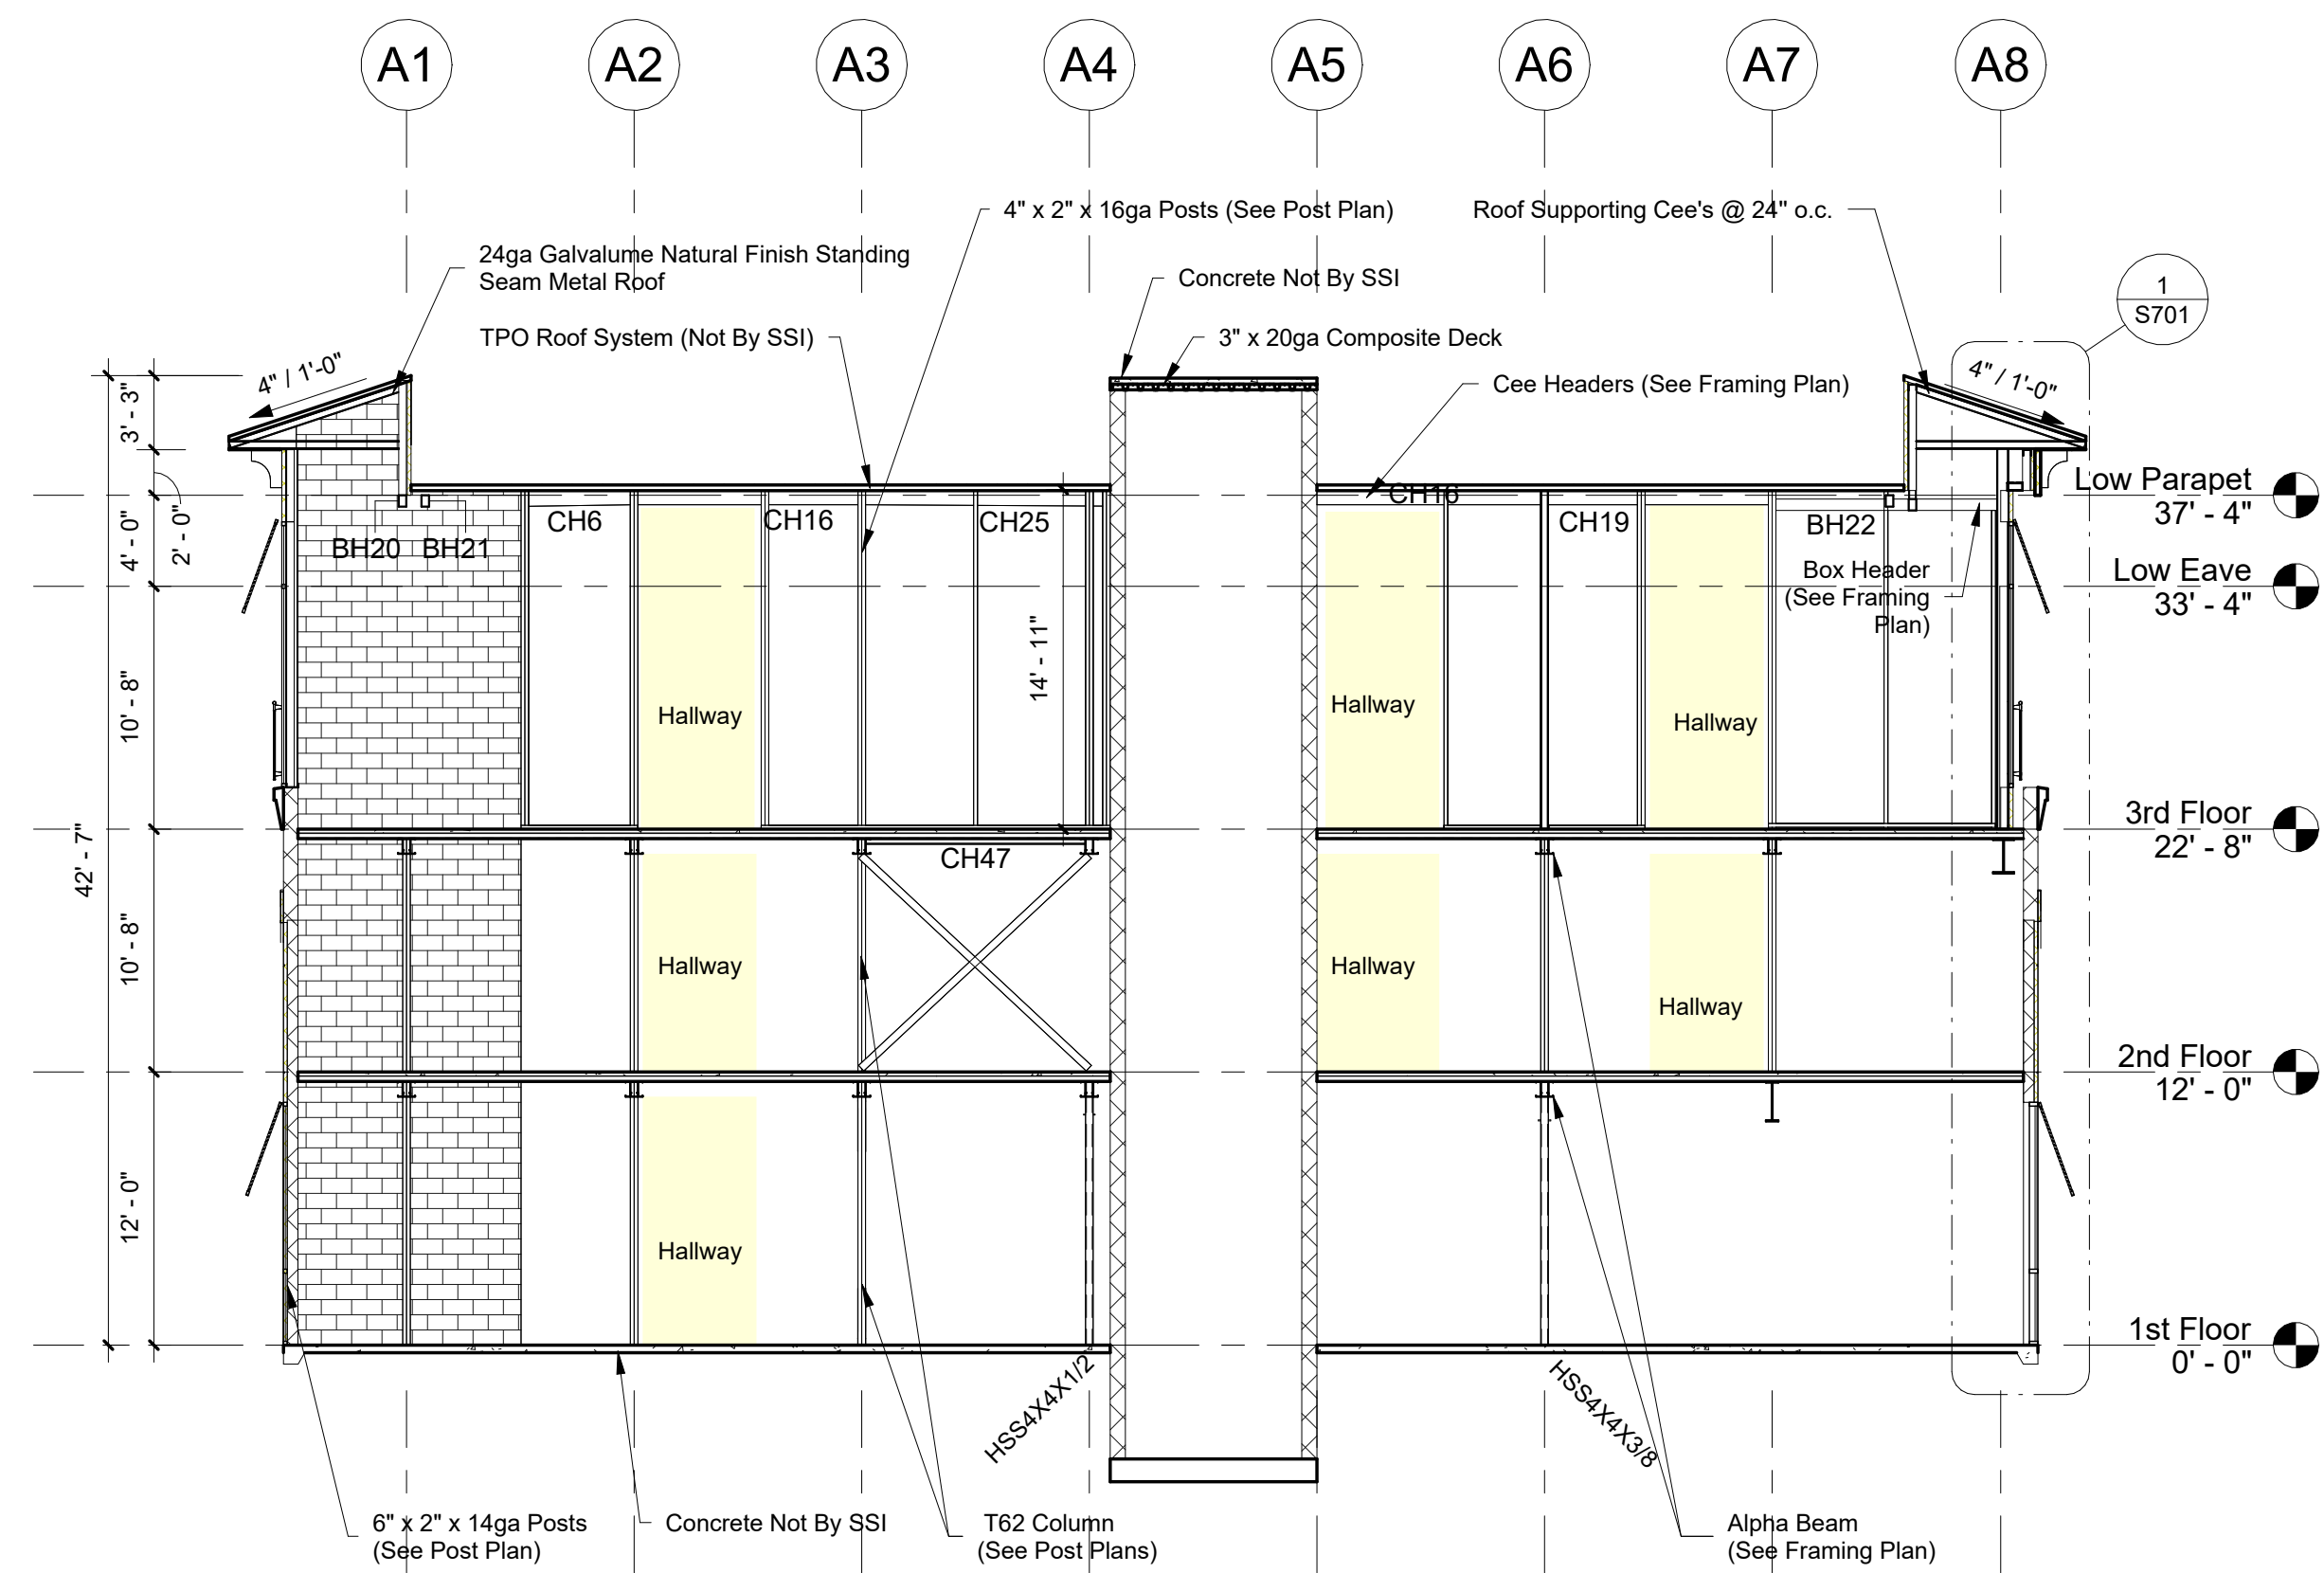 A1 A2 A3 A4 A5 A6 A7 A8
4" x 2" x 16ga Posts (See Post Plan)
Roof Supporting Cee's @ 24" o.c.
24ga Galvalume Natural Finish Standing
Seam Metal Roof
Concrete Not By SSI
1
S701
TPO Roof System (Not By SSI)
3" x 20ga Composite Deck
4" / 1'-0"
4" / 1'-0"
Cee Headers (See Framing Plan)
3' - 3"
Low Parapet
37' - 4"
CH16
CH6
CH16
CH25
CH19
BH22
BH20
BH21
4' - 0"
2' - 0"
Box Header
(See Framing
Plan)
Low Eave
33' - 4"
14' - 11"
10' - 8"
Hallway
Hallway
Hallway
3rd Floor
22' - 8"
42' - 7"
CH47
10' - 8"
Hallway
Hallway
Hallway
2nd Floor
12' - 0"
12' - 0"
Hallway
1st Floor
0' - 0"
HSS4X4X1/2
HSS4X4X3/8
6" x 2" x 14ga Posts
(See Post Plan)
Concrete Not By SSI
T62 Column
(See Post Plans)
Alpha Beam
(See Framing Plan)